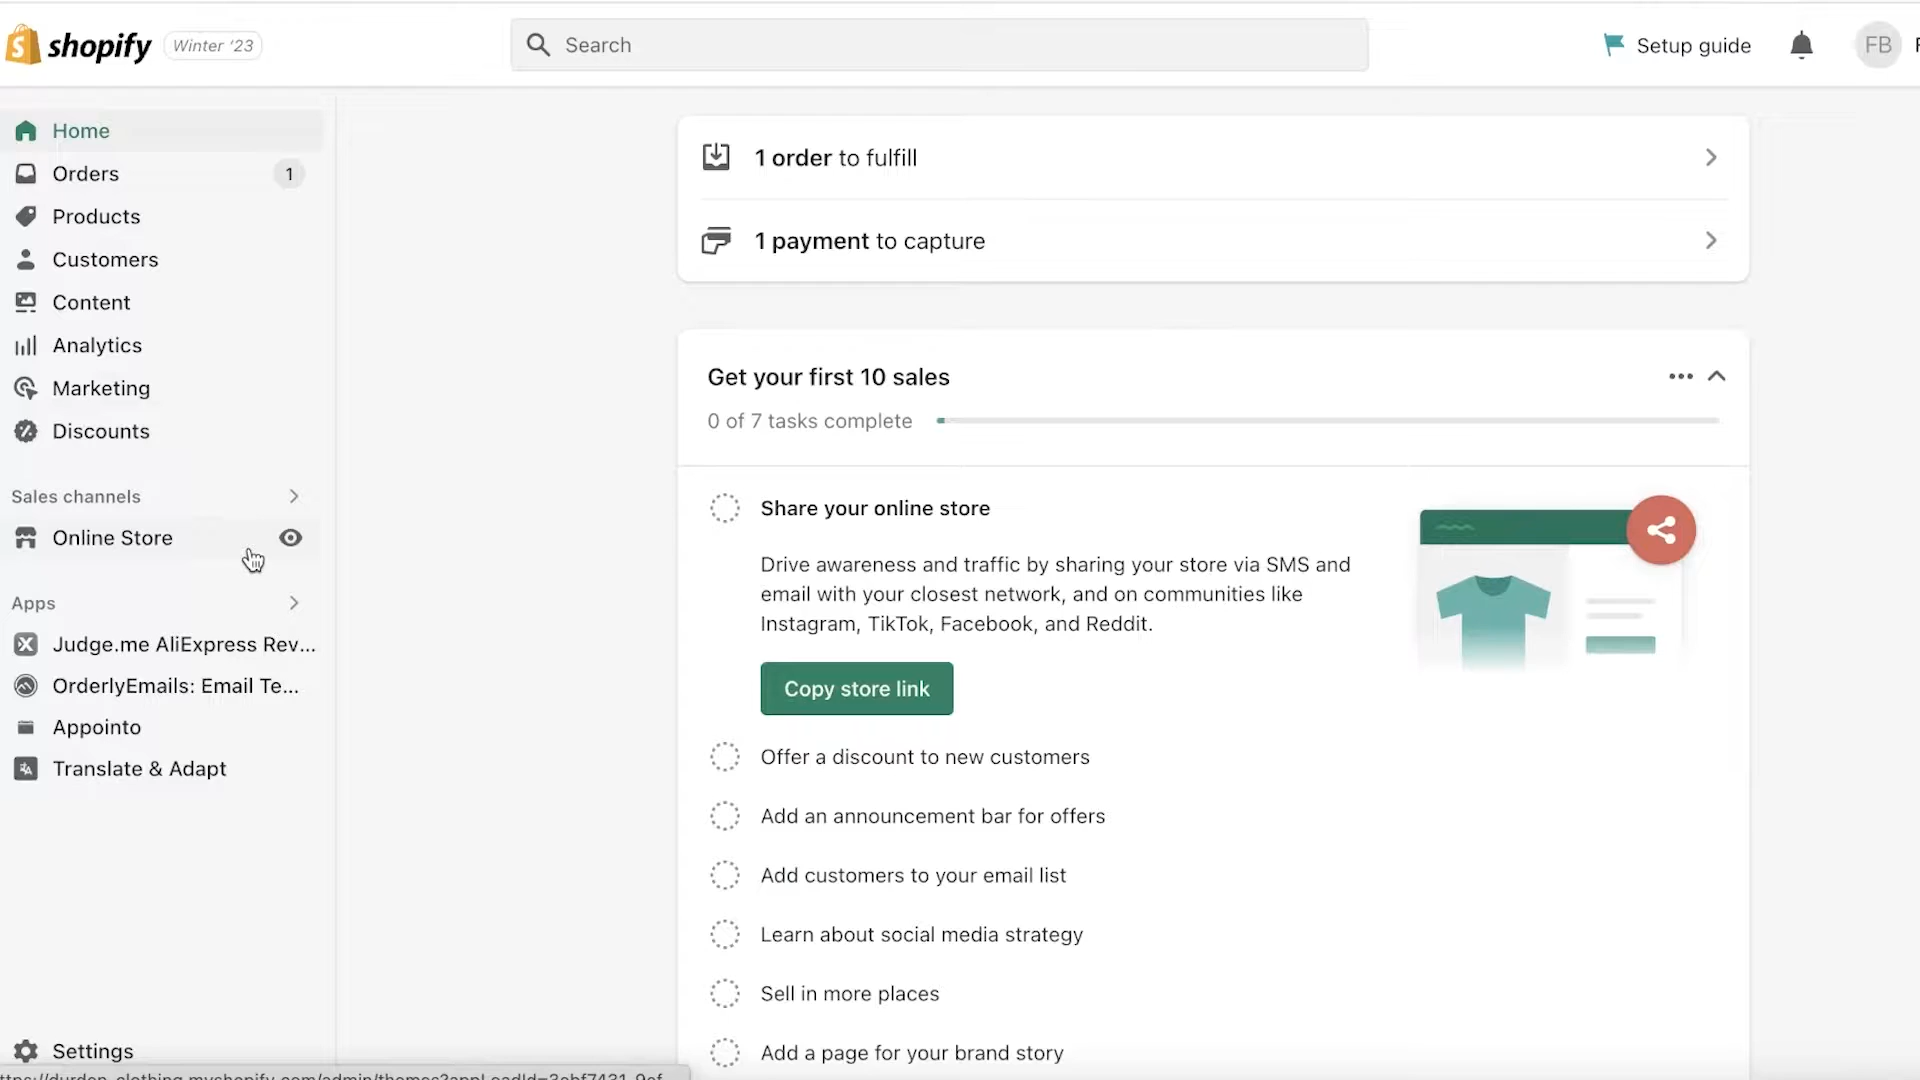 shopify Winter '23
Search
Setup guide
FB
Home
Orders 1
Products
Customers
Content
Analytics
Marketing
Discounts
Sales channels
Online Store
Apps
Judge.me AliExpress Rev...
OrderlyEmails: Email Te...
Appointo
Translate & Adapt
Settings
1 order to fulfill
1 payment to capture
Get your first 10 sales
0 of 7 tasks complete
Share your online store
Drive awareness and traffic by sharing your store via SMS and
email with your closest network, and on communities like
Instagram, TikTok, Facebook, and Reddit.
Copy store link
Offer a discount to new customers
Add an announcement bar for offers
Add customers to your email list
Learn about social media strategy
Sell in more places
Add a page for your brand story